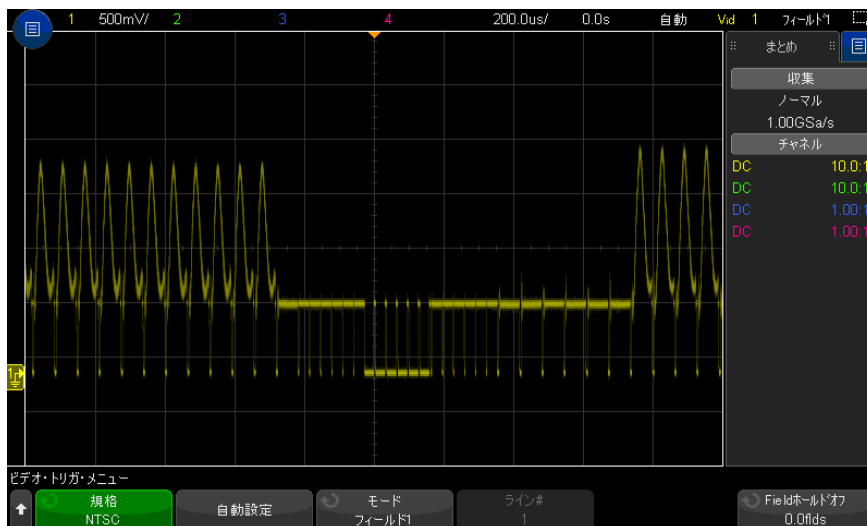 1 500mV/ 2 3 4 200.0us/ 0.0s 自動 Vid 1 フィールド1
まとめ
収集
ノーマル
1.00GSa/s
チャネル
DC 10.0:1
DC 10.0:1
DC 1.00:1
DC 1.00:1
1
ビデオ・トリガ・メニュー
規格
NTSC
自動設定
モード
フィールド1
ライン#
1
Fieldホールドオフ
0.0flds